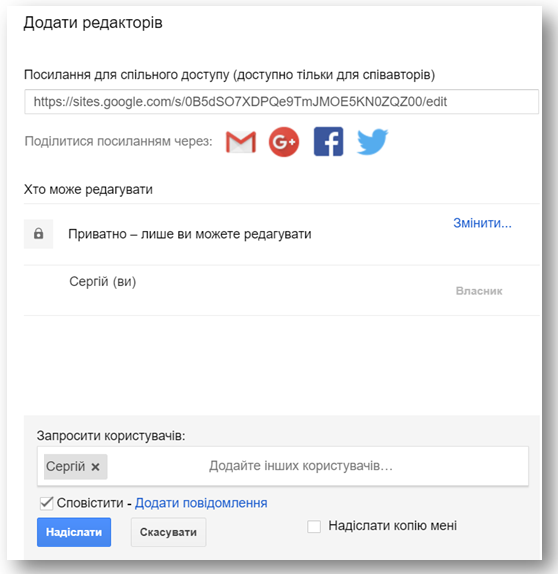 Додати редакторів
Посилання для спільного доступу (доступно тільки для співавторів)
https://sites.google.com/s/0B5dSO7XDPQe9TmJMOE5KN0ZQZ00/edit
Поділитися посиланням через:
Хто може редагувати
Приватно – лише ви можете редагувати
Змінити...
Сергій (ви)
Власник
Запросити користувачів:
Сергій × Додайте інших користувачів…
Сповістити - Додати повідомлення
Надіслати Скасувати Надіслати копію мені